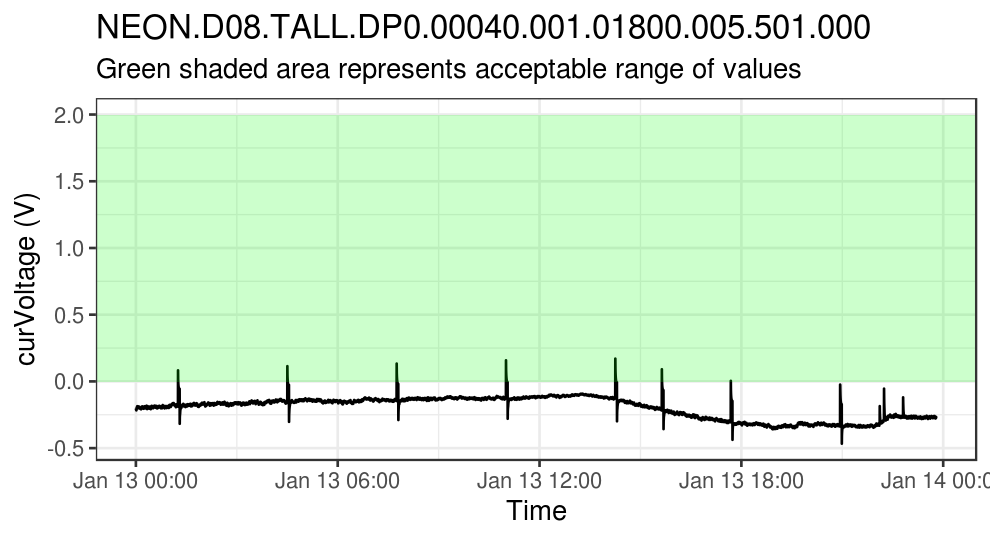 NEON.D08.TALL.DP0.00040.001.01800.005.501.000
Green shaded area represents acceptable range of values
curVoltage (V)
2.0
1.5
1.0
0.5
0.0
-0.5
Jan 13 00:00 Jan 13 06:00 Jan 13 12:00 Jan 13 18:00 Jan 14 00:0
Time